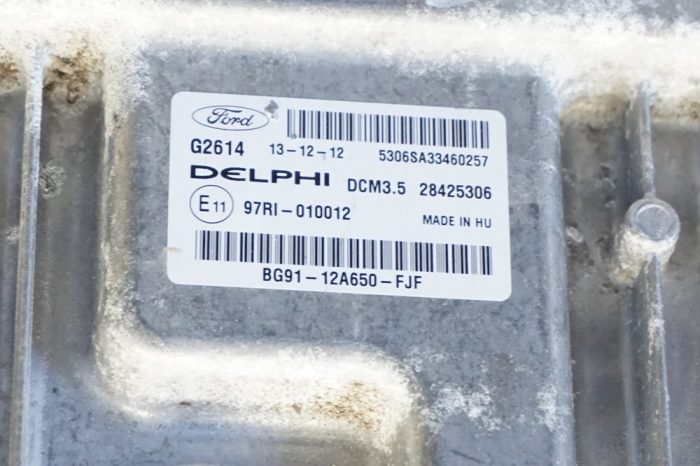 Ford
G2614 13-12-12 5306SA33460257
DELPHI DCM3.5 28425306
E11 97RI-010012 MADE IN HU
BG91-12A650-FJF